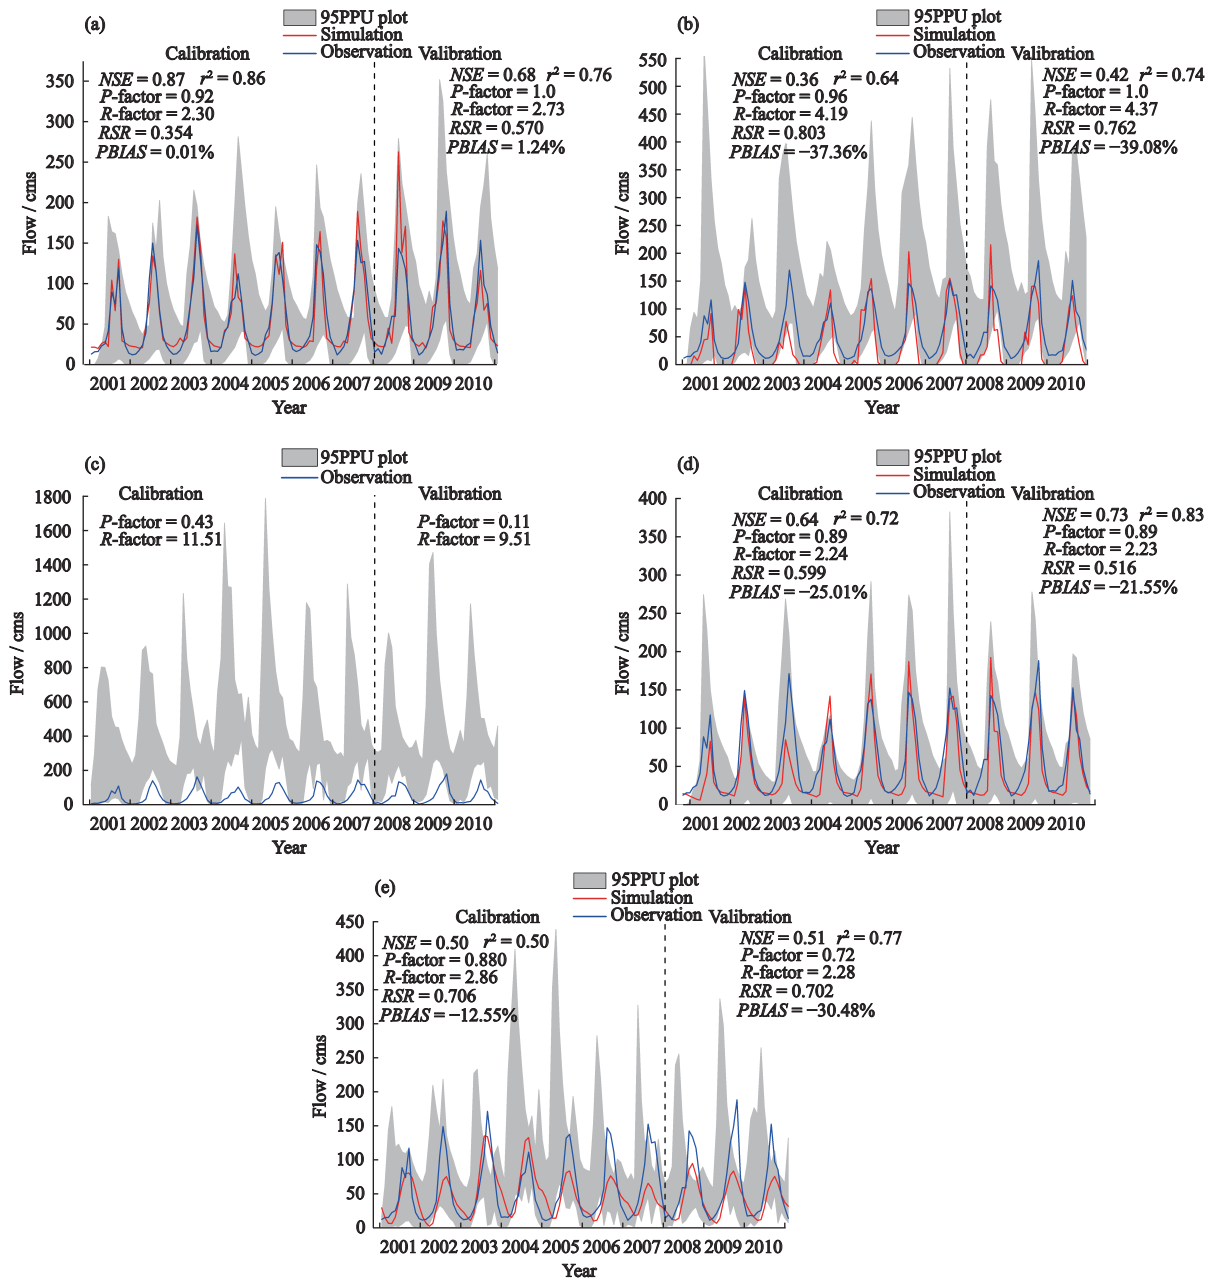 (a)
95PPU plot
Simulation
Observation
Calibration
Valibration
NSE = 0.87 r² = 0.86
P-factor = 0.92
R-factor = 2.30
RSR = 0.354
PBIAS = 0.01%
NSE = 0.68 r² = 0.76
P-factor = 1.0
R-factor = 2.73
RSR = 0.570
PBIAS = 1.24%
Flow / cms
350
300
250
200
150
100
50
0
2001 2002 2003 2004 2005 2006 2007 2008 2009 2010
Year
(b)
95PPU plot
Simulation
Observation
Calibration
Valibration
NSE = 0.36 r² = 0.64
P-factor = 0.96
R-factor = 4.19
RSR = 0.803
PBIAS = −37.36%
NSE = 0.42 r² = 0.74
P-factor = 1.0
R-factor = 4.37
RSR = 0.762
PBIAS = −39.08%
Flow / cms
550
500
450
400
350
300
250
200
150
100
50
0
2001 2002 2003 2004 2005 2006 2007 2008 2009 2010
Year
(c)
95PPU plot
Observation
Calibration
Valibration
P-factor = 0.43
R-factor = 11.51
P-factor = 0.11
R-factor = 9.51
Flow / cms
1800
1600
1400
1200
1000
800
600
400
200
0
2001 2002 2003 2004 2005 2006 2007 2008 2009 2010
Year
(d)
95PPU plot
Simulation
Observation
Calibration
Valibration
NSE = 0.64 r² = 0.72
P-factor = 0.89
R-factor = 2.24
RSR = 0.599
PBIAS = −25.01%
NSE = 0.73 r² = 0.83
P-factor = 0.89
R-factor = 2.23
RSR = 0.516
PBIAS = −21.55%
Flow / cms
400
350
300
250
200
150
100
50
0
2001 2002 2003 2004 2005 2006 2007 2008 2009 2010
Year
(e)
95PPU plot
Simulation
Observation
Calibration
Valibration
NSE = 0.50 r² = 0.50
P-factor = 0.880
R-factor = 2.86
RSR = 0.706
PBIAS = −12.55%
NSE = 0.51 r² = 0.77
P-factor = 0.72
R-factor = 2.28
RSR = 0.702
PBIAS = −30.48%
Flow / cms
450
400
350
300
250
200
150
100
50
0
2001 2002 2003 2004 2005 2006 2007 2008 2009 2010
Year